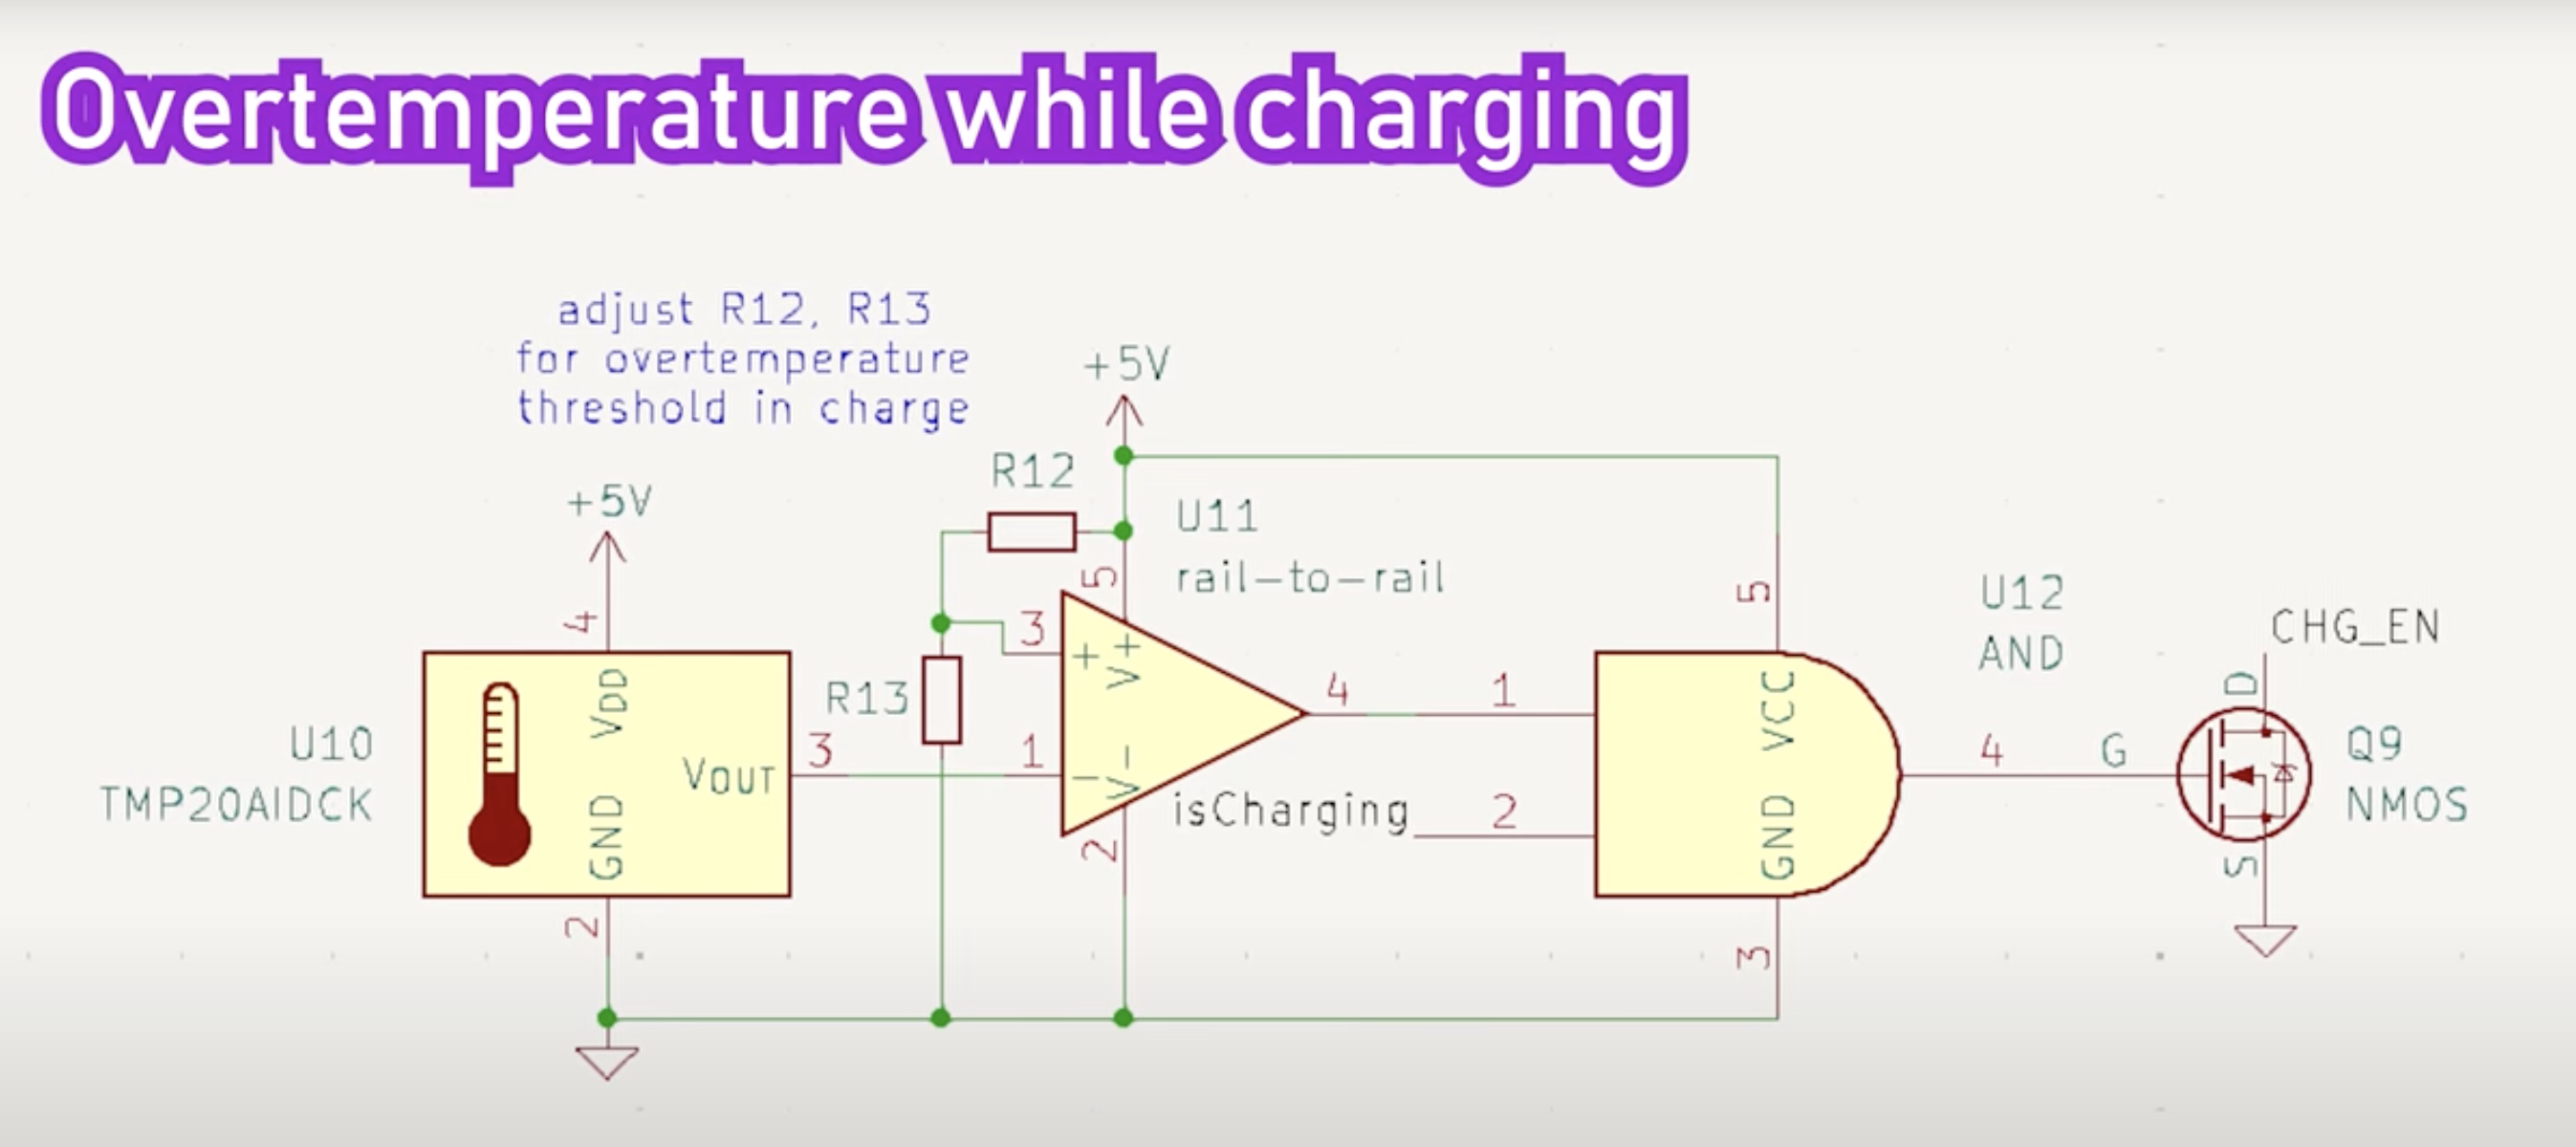 Overtemperature while charging
adjust R12, R13
for overtemperature
threshold in charge
+5V
R12
+5V
U11
rail-to-rail
5
4
3
+
V+
5
U12
AND
CHG_EN
VDD
R13
4
1
VCC
D
U10
TMP20AIDCK
VOUT
3
1
-
V-
isCharging
2
4
G
Q9
NMOS
GND
2
GND
S
2
3